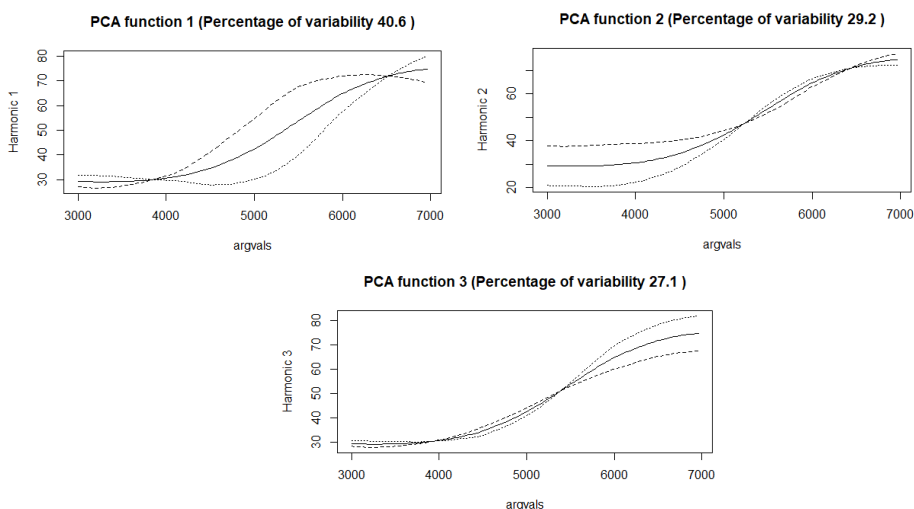 PCA function 1 (Percentage of variability 40.6 )
Harmonic 1
80
70
60
50
40
30
3000 4000 5000 6000 7000
argvals
PCA function 2 (Percentage of variability 29.2 )
Harmonic 2
60
40
20
3000 4000 5000 6000 7000
argvals
PCA function 3 (Percentage of variability 27.1 )
Harmonic 3
80
70
60
50
40
30
3000 4000 5000 6000 7000
argvals